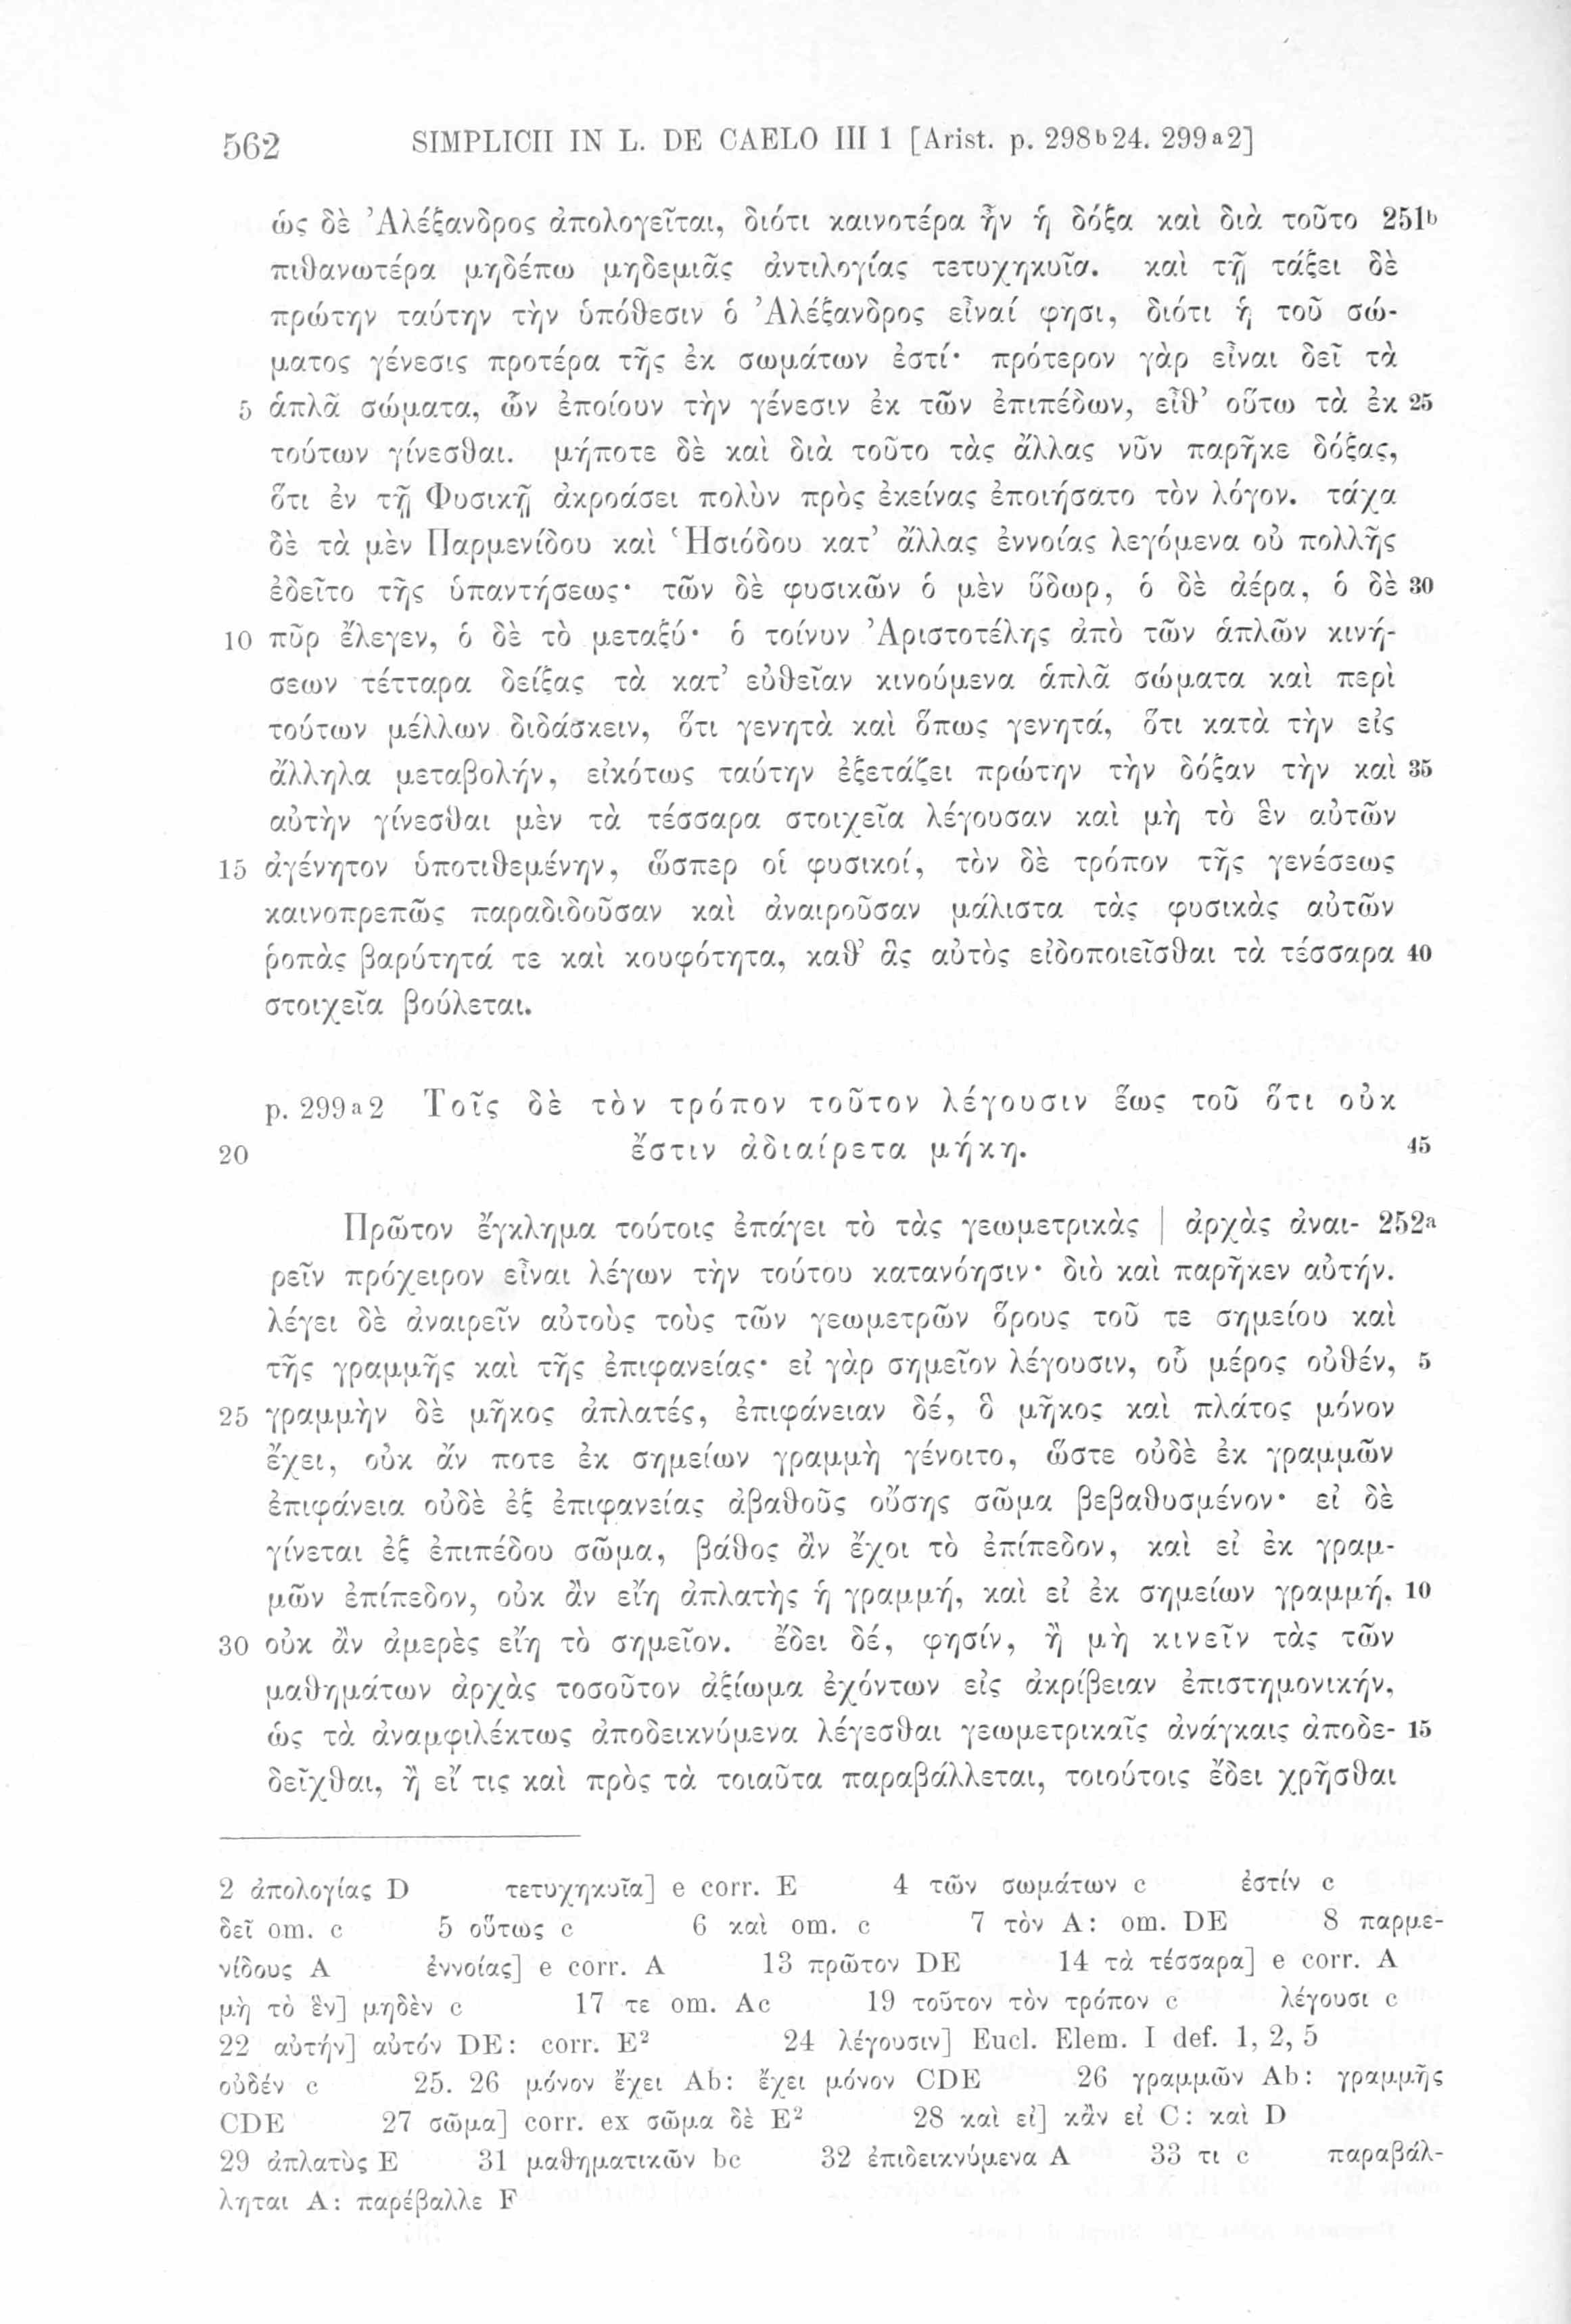 562 SIMPLICII IN L. DE CAELO III 1 [Arist. p. 298b24. 299a2]
ὡς δὲ Ἀλέξανδρος ἀπολογεῖται, διότι καινοτέρα ἦν ἡ δόξα καὶ διὰ τοῦτο 251b
πιθανωτέρα μηδέπω μηδεμιᾶς ἀντιλογίας τετυχηκυῖα. καὶ τῇ τάξει δὲ
πρώτην ταύτην τὴν ὑπόθεσιν ὁ Ἀλέξανδρος εἶναί φησι, διότι ἡ τοῦ σώ-
ματος γένεσις προτέρα τῆς ἐκ σωμάτων ἐστί· πρότερον γὰρ εἶναι δεῖ τὰ
5 ἁπλᾶ σώματα, ὧν ἐποίουν τὴν γένεσιν ἐκ τῶν ἐπιπέδων, εἶθ’ οὕτω τὰ ἐκ 25
τούτων γίνεσθαι. μήποτε δὲ καὶ διὰ τοῦτο τὰς ἄλλας νῦν παρῆκε δόξας,
ὅτι ἐν τῇ Φυσικῇ ἀκροάσει πολὺν πρὸς ἐκείνας ἐποιήσατο τὸν λόγον. τάχα
δὲ τὰ μὲν Παρμενίδου καὶ Ἡσιόδου κατ’ ἄλλας ἐννοίας λεγόμενα οὐ πολλῆς
ἐδεῖτο τῆς ὑπαντήσεως· τῶν δὲ φυσικῶν ὁ μὲν ὕδωρ, ὁ δὲ ἀέρα, ὁ δὲ 30
10 πῦρ ἔλεγεν, ὁ δὲ τὸ μεταξύ· ὁ τοίνυν Ἀριστοτέλης ἀπὸ τῶν ἁπλῶν κινή-
σεων τέτταρα δείξας τὰ κατ’ εὐθεῖαν κινούμενα ἁπλᾶ σώματα καὶ περὶ
τούτων μέλλων διδάσκειν, ὅτι γενητὰ καὶ ὅπως γενητά, ὅτι κατὰ τὴν εἰς
ἄλληλα μεταβολήν, εἰκότως ταύτην ἐξετάζει πρώτην τὴν δόξαν τὴν καὶ 35
αὐτὴν γίνεσθαι μὲν τὰ τέσσαρα στοιχεῖα λέγουσαν καὶ μὴ τὸ ἓν αὐτῶν
15 ἀγένητον ὑποτιθεμένην, ὥσπερ οἱ φυσικοί, τὸν δὲ τρόπον τῆς γενέσεως
καινοπρεπῶς παραδιδοῦσαν καὶ ἀναιροῦσαν μάλιστα τὰς φυσικὰς αὐτῶν
ῥοπὰς βαρύτητά τε καὶ κουφότητα, καθ’ ἃς αὐτὸς εἰδοποιεῖσθαι τὰ τέσσαρα 40
στοιχεῖα βούλεται.
p. 299a2 Τοῖς δὲ τὸν τρόπον τοῦτον λέγουσιν ἕως τοῦ ὅτι οὐκ
20 ἔστιν ἀδιαίρετα μήκη. 45
Πρῶτον ἔγκλημα τούτοις ἐπάγει τὸ τὰς γεωμετρικὰς | ἀρχὰς ἀναι- 252a
ρεῖν πρόχειρον εἶναι λέγων τὴν τούτου κατανόησιν· διὸ καὶ παρῆκεν αὐτήν.
λέγει δὲ ἀναιρεῖν αὐτοὺς τοὺς τῶν γεωμετρῶν ὅρους τοῦ τε σημείου καὶ
τῆς γραμμῆς καὶ τῆς ἐπιφανείας· εἰ γὰρ σημεῖον λέγουσιν, οὗ μέρος οὐθέν, 5
25 γραμμὴν δὲ μῆκος ἀπλατές, ἐπιφάνειαν δέ, ὃ μῆκος καὶ πλάτος μόνον
ἔχει, οὐκ ἄν ποτε ἐκ σημείων γραμμὴ γένοιτο, ὥστε οὐδὲ ἐκ γραμμῶν
ἐπιφάνεια οὐδὲ ἐξ ἐπιφανείας ἀβαθοῦς οὔσης σῶμα βεβαθυσμένον· εἰ δὲ
γίνεται ἐξ ἐπιπέδου σῶμα, βάθος ἂν ἔχοι τὸ ἐπίπεδον, καὶ εἰ ἐκ γραμ-
μῶν ἐπίπεδον, οὐκ ἂν εἴη ἀπλατὴς ἡ γραμμή, καὶ εἰ ἐκ σημείων γραμμή, 10
30 οὐκ ἂν ἀμερὲς εἴη τὸ σημεῖον. ἔδει δέ, φησίν, ἢ μὴ κινεῖν τὰς τῶν
μαθημάτων ἀρχὰς τοσοῦτον ἀξίωμα ἐχόντων εἰς ἀκρίβειαν ἐπιστημονικήν,
ὡς τὰ ἀναμφιλέκτως ἀποδεικνύμενα λέγεσθαι γεωμετρικαῖς ἀνάγκαις ἀποδε- 15
δεῖχθαι, ἢ εἴ τις καὶ πρὸς τὰ τοιαῦτα παραβάλλεται, τοιούτοις ἔδει χρῆσθαι
2 ἀπολογίας D τετυχηκυῖα] e corr. E 4 τῶν σωμάτων c ἐστίν c
δεῖ om. c 5 οὕτως c 6 καὶ om. c 7 τὸν A: om. DE 8 παρμε-
νίδους A ἐννοίας] e corr. A 13 πρῶτον DE 14 τὰ τέσσαρα] e corr. A
μὴ τὸ ἓν] μηδὲν c 17 τε om. Ac 19 τοῦτον τὸν τρόπον c λέγουσι c
22 αὐτήν] αὐτόν DE: corr. E² 24 λέγουσιν] Eucl. Elem. I def. 1, 2, 5
οὐδέν c 25. 26 μόνον ἔχει Ab: ἔχει μόνον CDE 26 γραμμῶν Ab: γραμμῆς
CDE 27 σῶμα] corr. ex σῶμα δὲ E² 28 καὶ εἰ] κἂν εἰ C: καὶ D
29 ἀπλατὺς E 31 μαθηματικῶν bc 32 ἐπιδεικνύμενα A 33 τι c παραβάλ-
ληται A: παρέβαλλε F